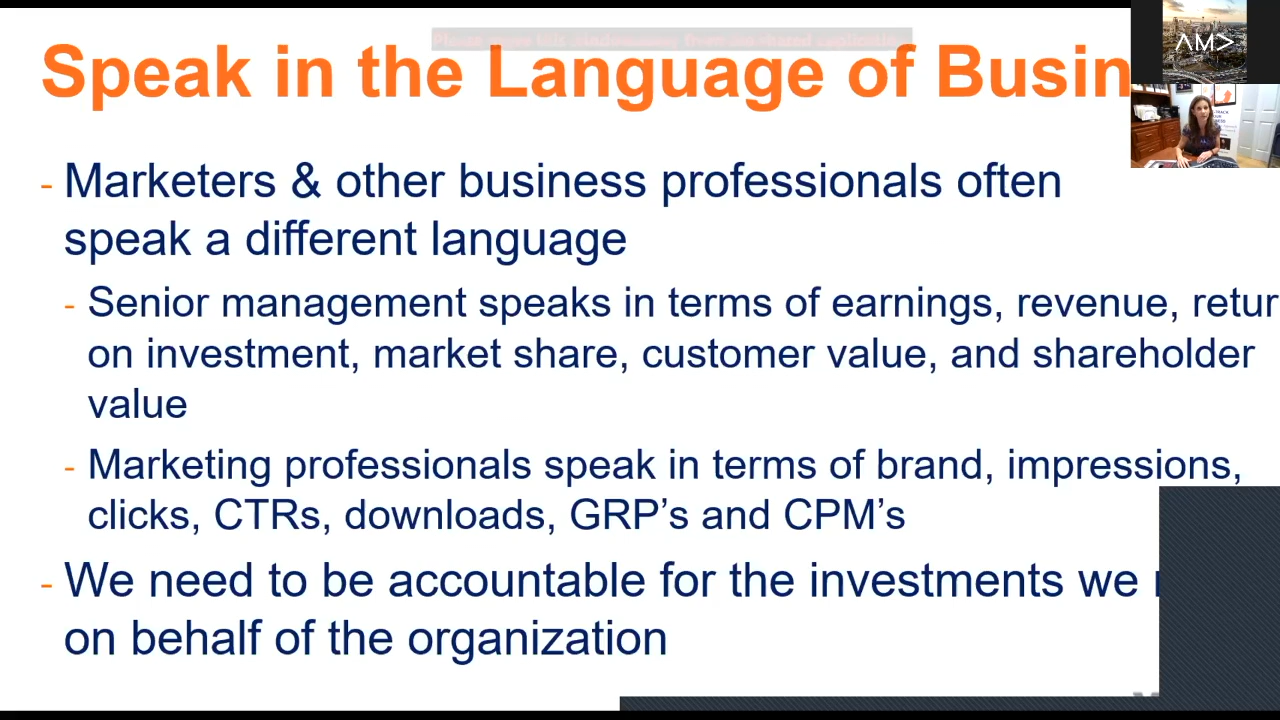 Speak in the Language of Busin
- Marketers & other business professionals often
speak a different language
- Senior management speaks in terms of earnings, revenue, retur
on investment, market share, customer value, and shareholder
value
- Marketing professionals speak in terms of brand, impressions,
clicks, CTRs, downloads, GRP’s and CPM’s
- We need to be accountable for the investments we
on behalf of the organization